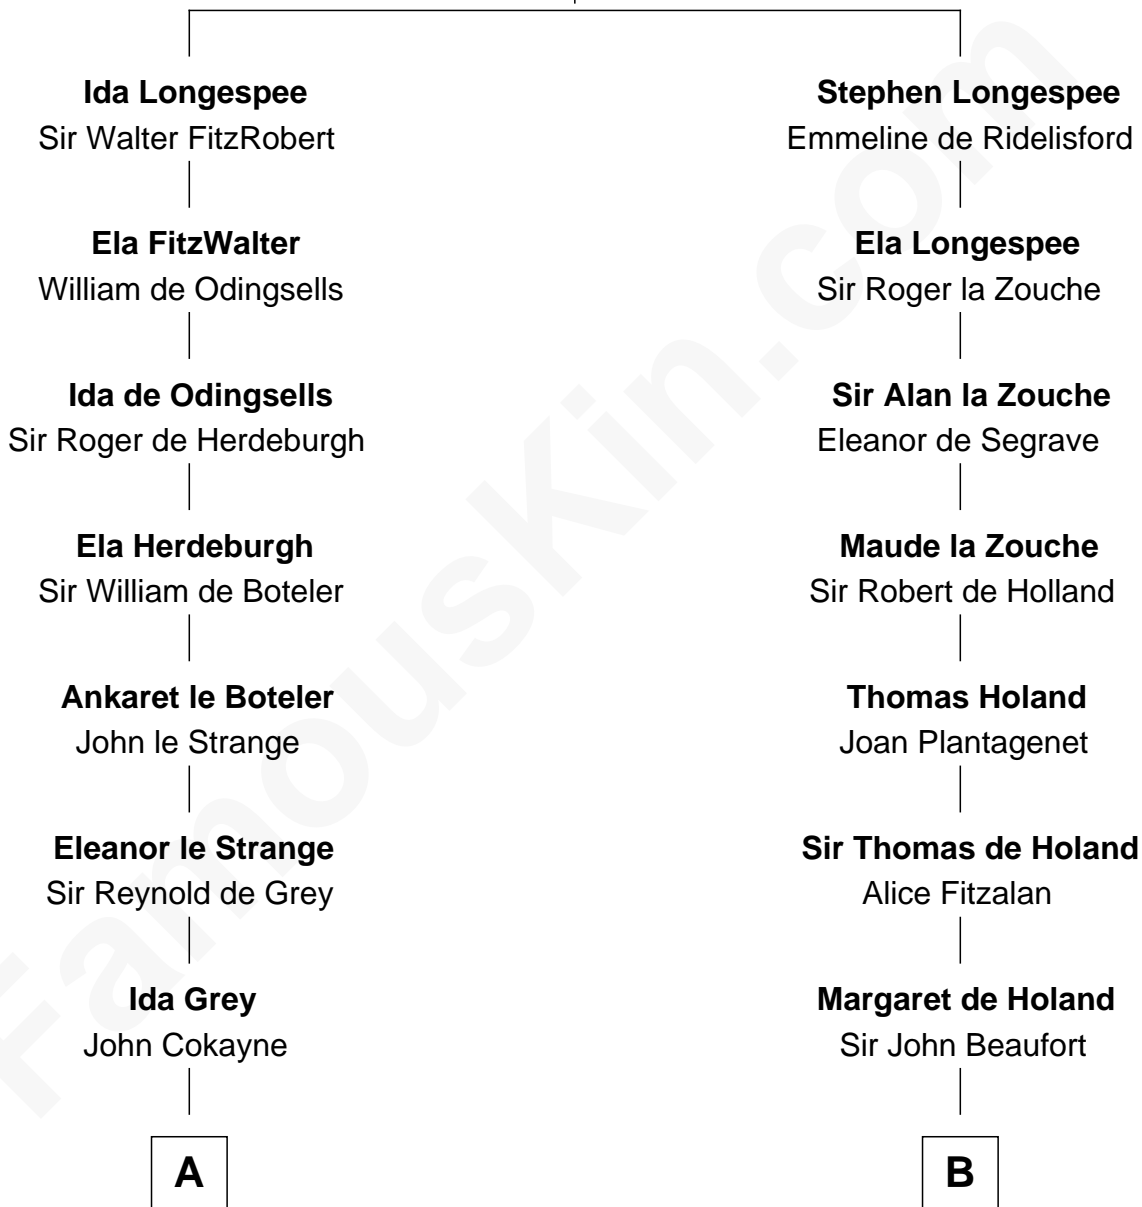 Ida Longespee
Sir Walter FitzRobert
Ela FitzWalter
William de Odingsells
Ida de Odingsells
Sir Roger de Herdeburgh
Ela Herdeburgh
Sir William de Boteler
Ankaret le Boteler
John le Strange
Eleanor le Strange
Sir Reynold de Grey
Ida Grey
John Cokayne
A
Stephen Longespee
Emmeline de Ridelisford
Ela Longespee
Sir Roger la Zouche
Sir Alan la Zouche
Eleanor de Segrave
Maude la Zouche
Sir Robert de Holland
Thomas Holand
Joan Plantagenet
Sir Thomas de Holand
Alice Fitzalan
Margaret de Holand
Sir John Beaufort
B
FamousKin.com